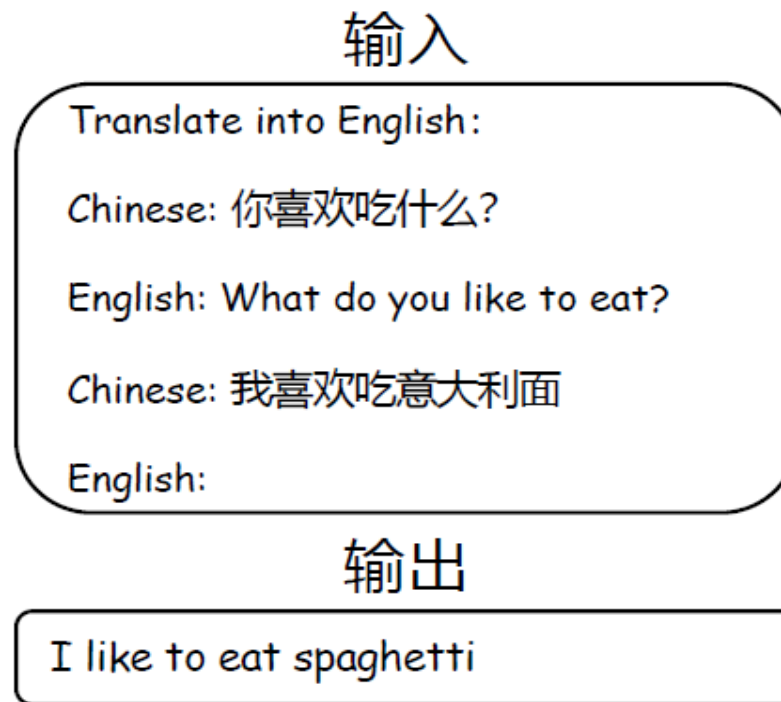 输入
Translate into English:
Chinese: 你喜欢吃什么?
English: What do you like to eat?
Chinese: 我喜欢吃意大利面
English:
输出
I like to eat spaghetti